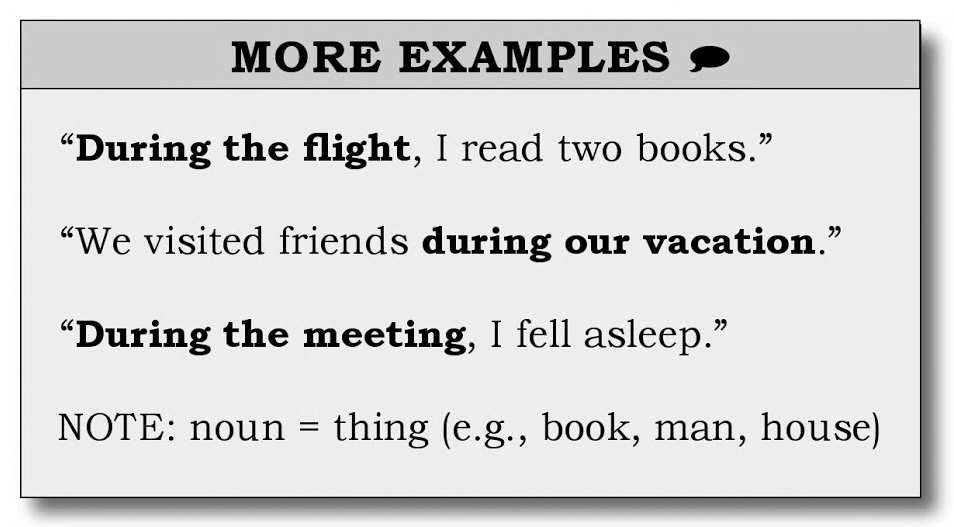 MORE EXAMPLES
“During the flight, I read two books.”
“We visited friends during our vacation.”
“During the meeting, I fell asleep.”
NOTE: noun = thing (e.g., book, man, house)